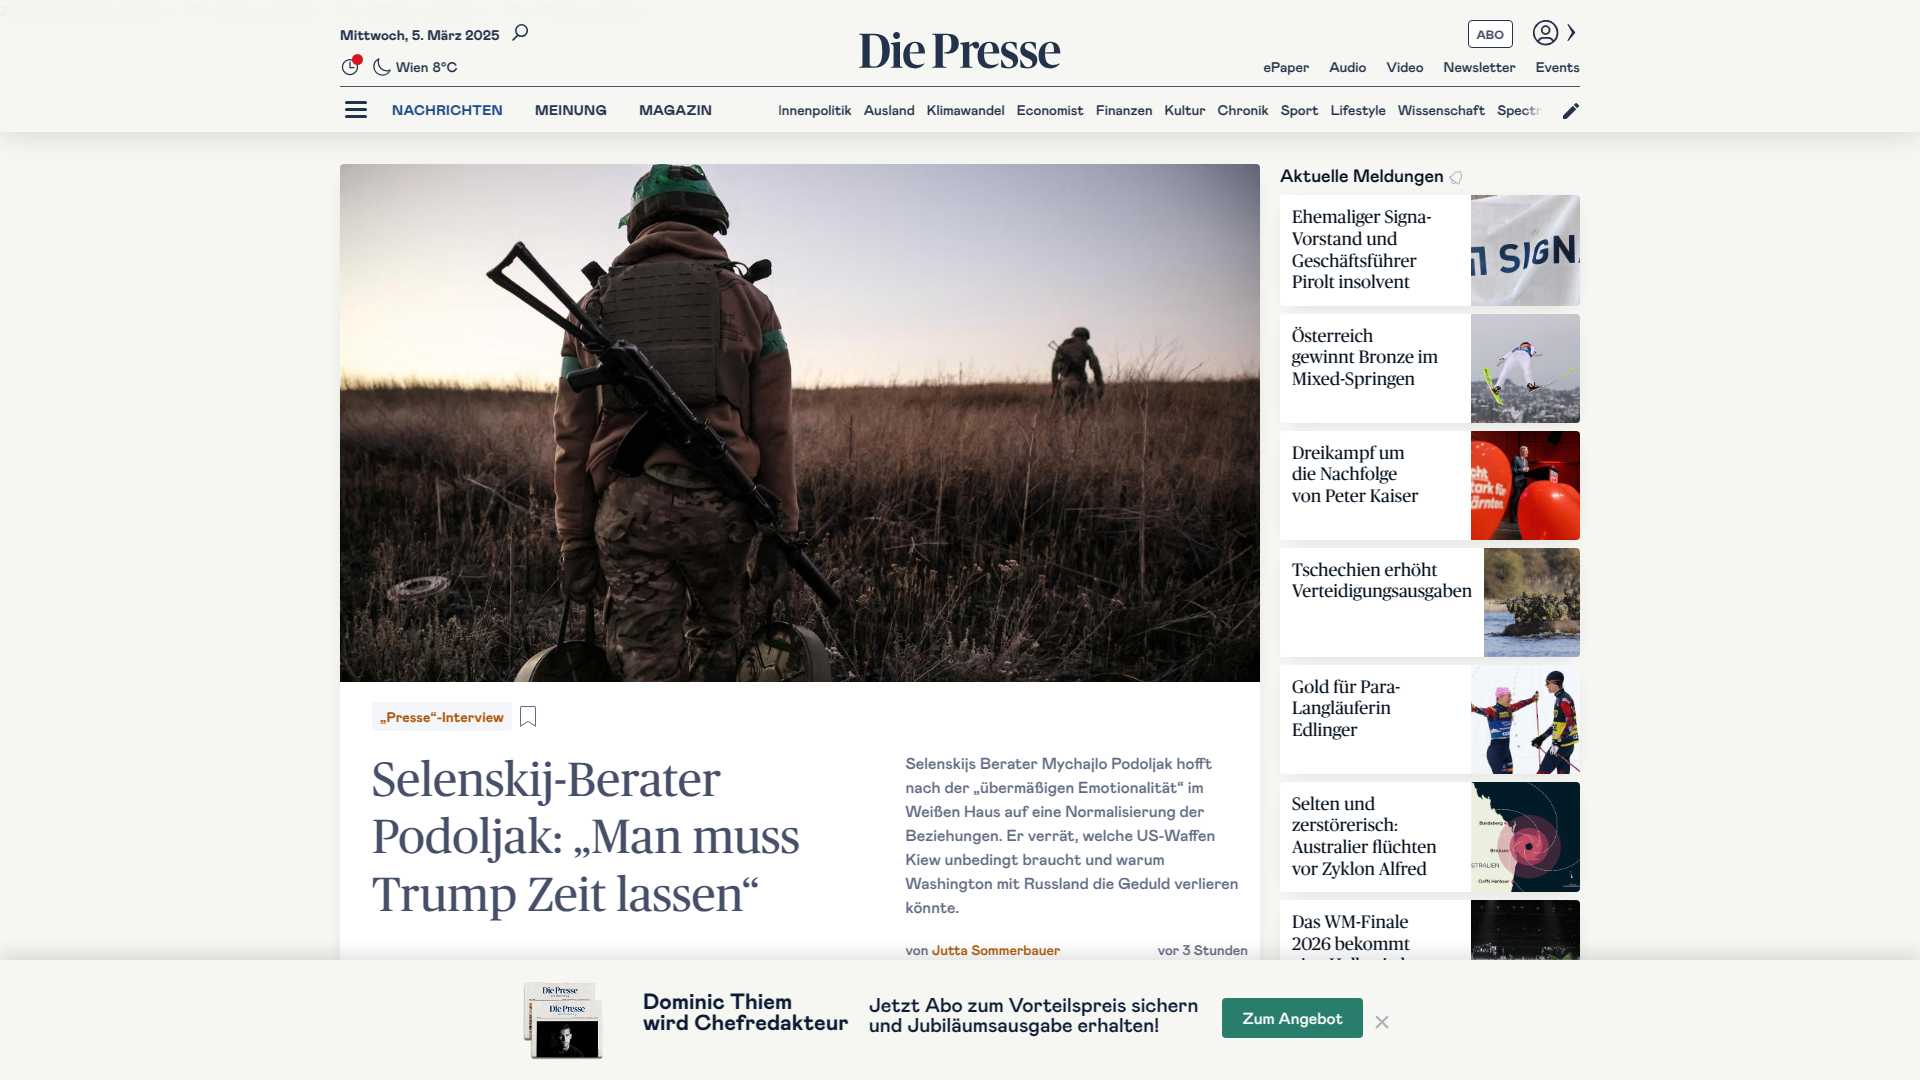 Mittwoch, 5. März 2025
Wien 8°C
Die Presse
ABO
ePaper Audio Video Newsletter Events
NACHRICHTEN MEINUNG MAGAZIN
Innenpolitik Ausland Klimawandel Economist Finanzen Kultur Chronik Sport Lifestyle Wissenschaft Spectr
„Presse“-Interview
Selenskij-Berater
Podoljak: „Man muss
Trump Zeit lassen“
Selenskijs Berater Mychajlo Podoljak hofft
nach der „übermäßigen Emotionalität“ im
Weißen Haus auf eine Normalisierung der
Beziehungen. Er verrät, welche US-Waffen
Kiew unbedingt braucht und warum
Washington mit Russland die Geduld verlieren
könnte.
von Jutta Sommerbauer
vor 3 Stunden
Aktuelle Meldungen
Ehemaliger Signa-
Vorstand und
Geschäftsführer
Pirolt insolvent
SIGN
Österreich
gewinnt Bronze im
Mixed-Springen
Dreikampf um
die Nachfolge
von Peter Kaiser
Tschechien erhöht
Verteidigungsausgaben
Gold für Para-
Langläuferin
Edlinger
Selten und
zerstörerisch:
Australier flüchten
vor Zyklon Alfred
Das WM-Finale
2026 bekommt
Die Presse
Die Presse
Dominic Thiem
wird Chefredakteur
Jetzt Abo zum Vorteilspreis sichern
und Jubiläumsausgabe erhalten!
Zum Angebot